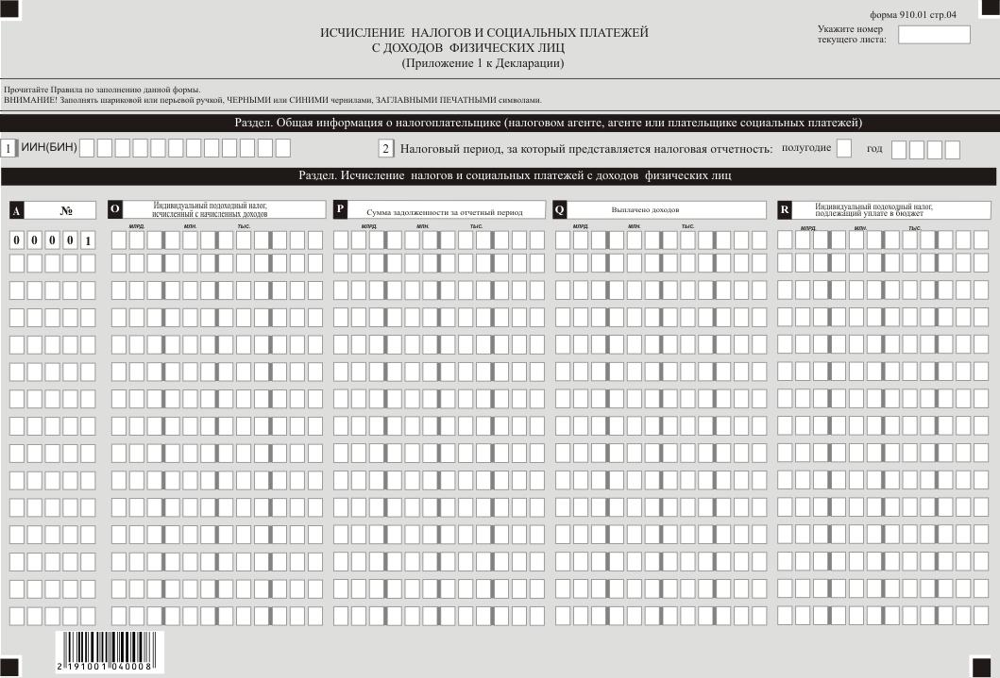 форма 910.01 стр.04
ИСЧИСЛЕНИЕ НАЛОГОВ И СОЦИАЛЬНЫХ ПЛАТЕЖЕЙ
С ДОХОДОВ ФИЗИЧЕСКИХ ЛИЦ
(Приложение 1 к Декларации)
Укажите номер
текущего листа:
Прочитайте Правила по заполнению данной формы.
ВНИМАНИЕ! Заполнять шариковой или перьевой ручкой, ЧЕРНЫМИ или СИНИМИ чернилами, ЗАГЛАВНЫМИ ПЕЧАТНЫМИ символами.
Раздел. Общая информация о налогоплательщике (налоговом агенте, агенте или плательщике социальных платежей)
1 ИИН(БИН) 2 Налоговый период, за который представляется налоговая отчетность: полугодие год
Раздел. Исчисление налогов и социальных платежей с доходов физических лиц
A №
O Индивидуальный подоходный налог,
исчисленный с начисленных доходов
P Сумма задолженности за отчетный период
Q Выплачено доходов
R Индивидуальный подоходный налог,
подлежащий уплате в бюджет
МЛРД. МЛН. ТЫС. МЛРД. МЛН. ТЫС. МЛРД. МЛН. ТЫС. МЛРД. МЛН. ТЫС.
0 0 0 0 1
2 191001 040008